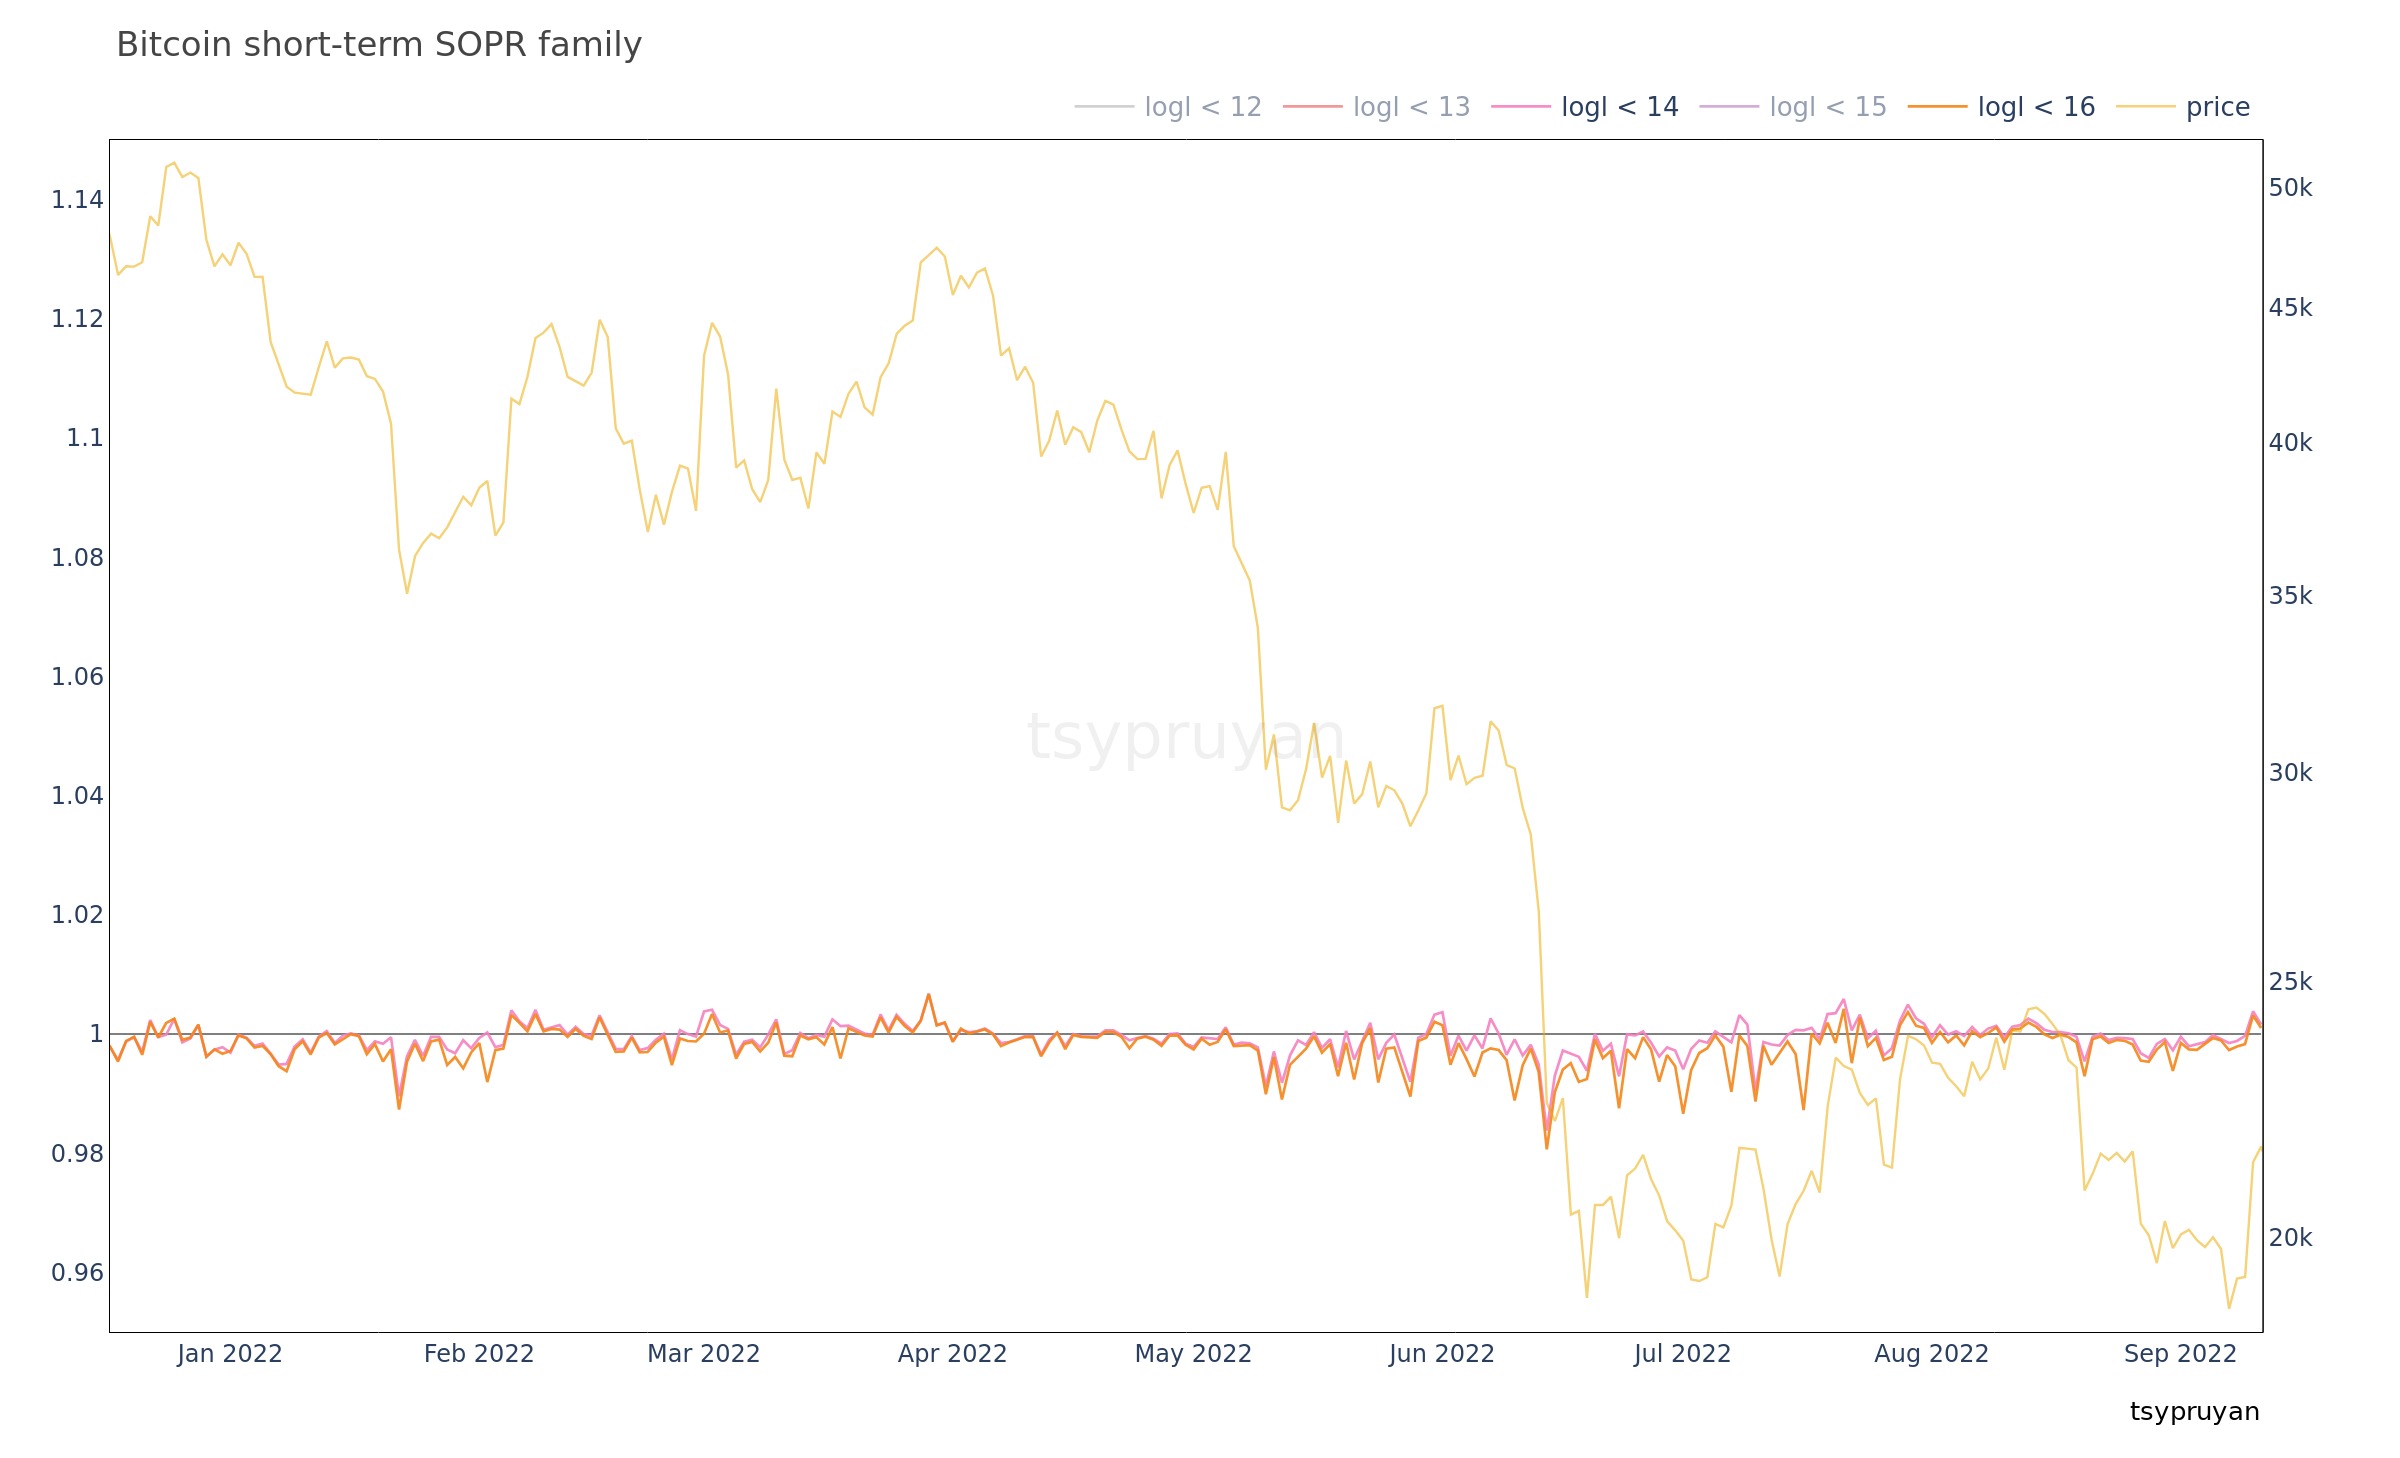 Bitcoin short-term SOPR family
logl < 12 logl < 13 logl < 14 logl < 15 logl < 16 price
1.14
1.12
1.1
1.08
1.06
1.04
1.02
1
0.98
0.96
50k
45k
40k
35k
30k
25k
20k
tsypruyan
Jan 2022 Feb 2022 Mar 2022 Apr 2022 May 2022 Jun 2022 Jul 2022 Aug 2022 Sep 2022
tsypruyan